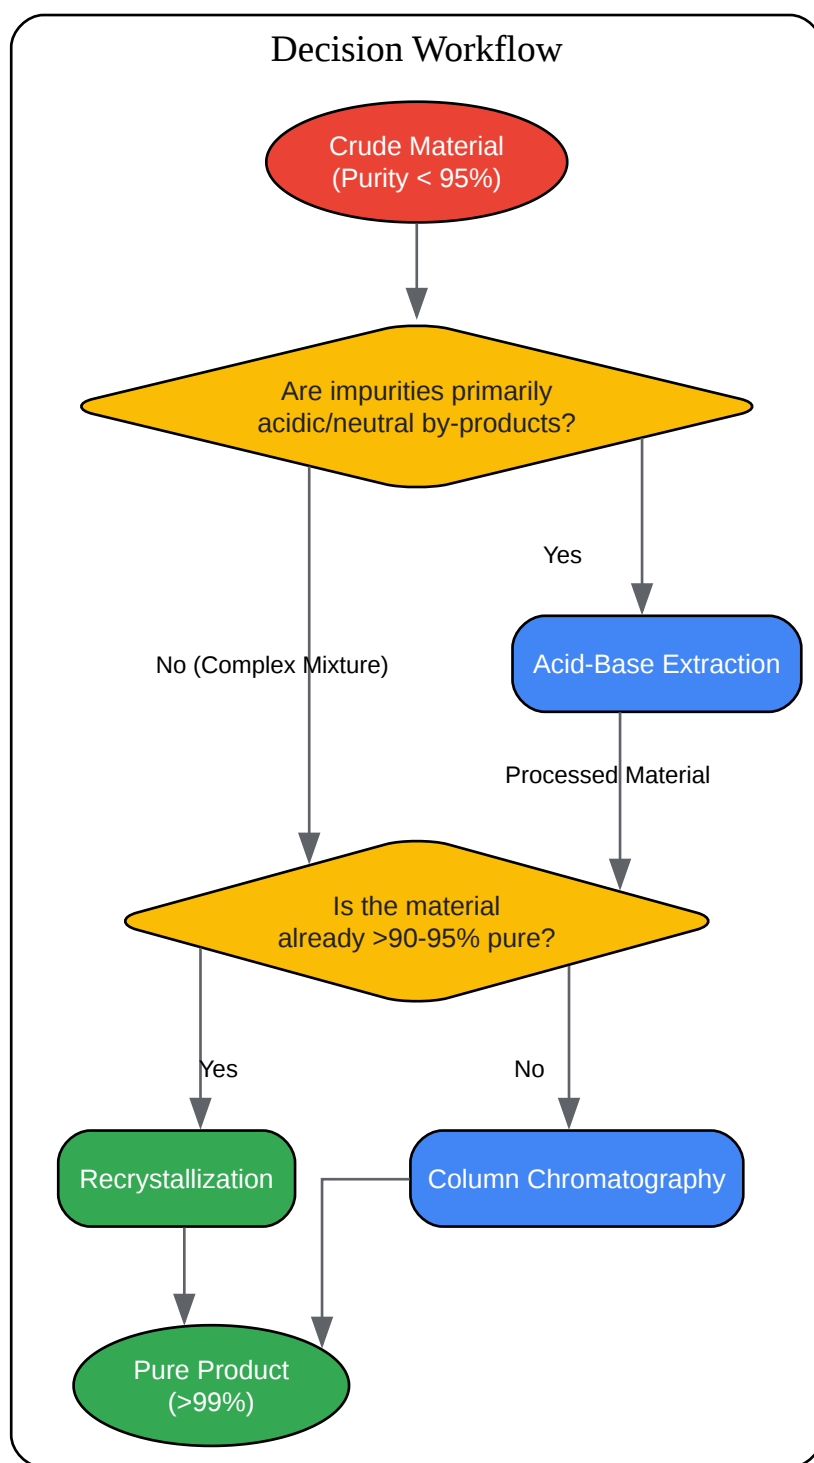 Decision Workflow
Crude Material
(Purity < 95%)
Are impurities primarily
acidic/neutral by-products?
Yes
Acid-Base Extraction
No (Complex Mixture)
Processed Material
Is the material
already >90-95% pure?
Yes
No
Recrystallization
Column Chromatography
Pure Product
(>99%)